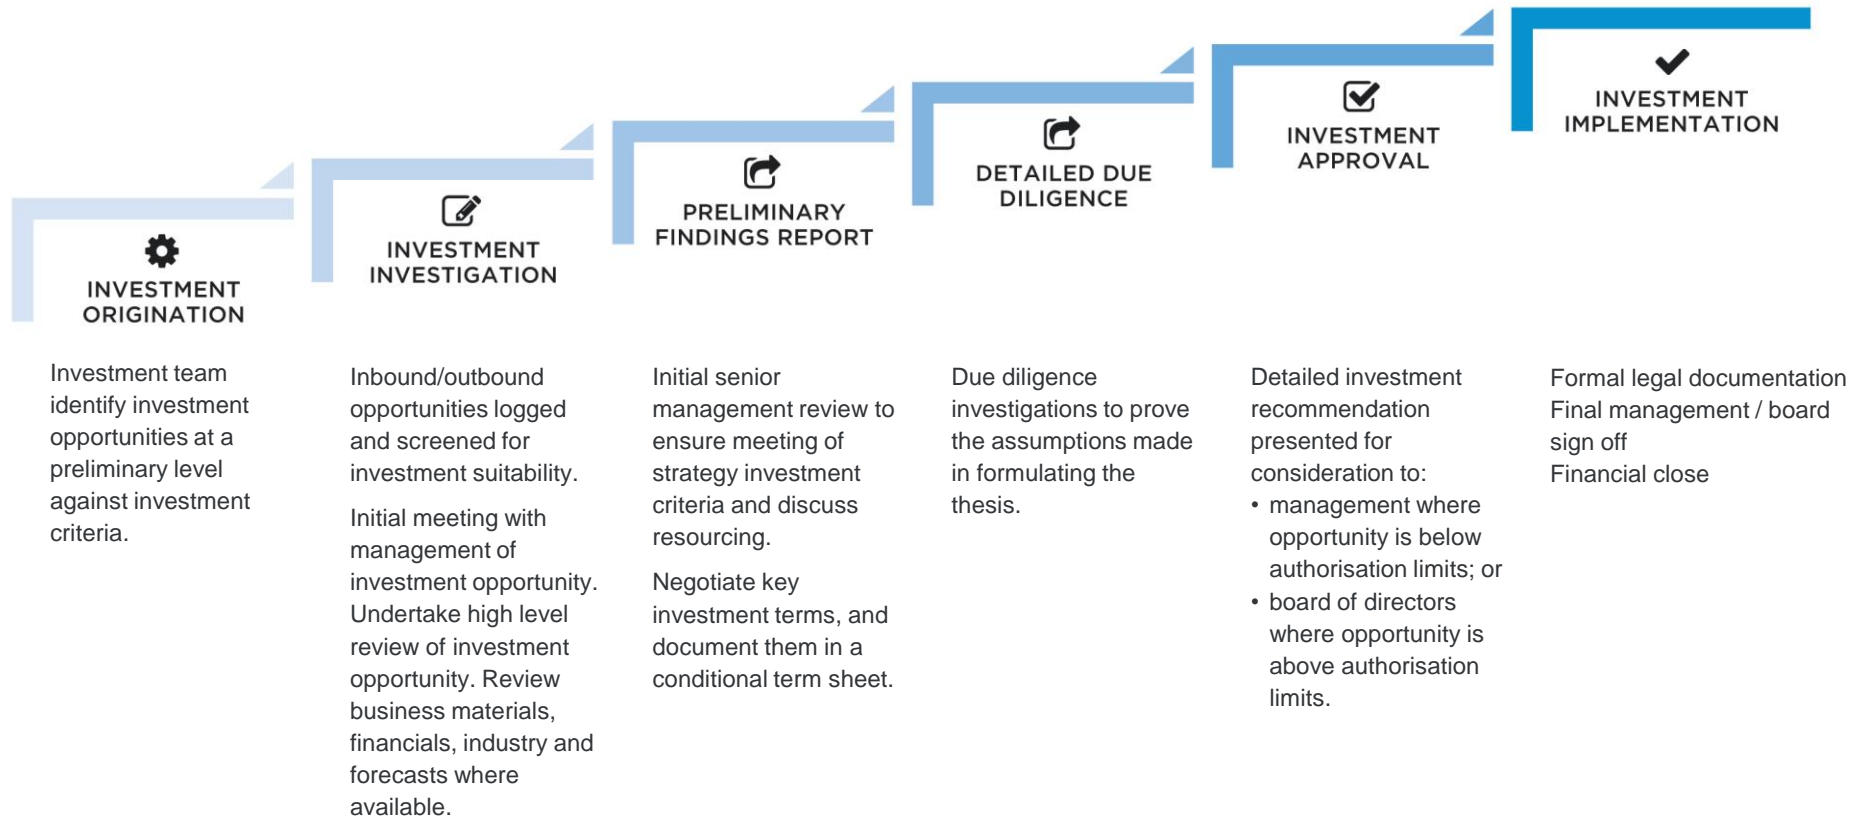 INVESTMENT
ORIGINATION
Investment team
identify investment
opportunities at a
preliminary level
against investment
criteria.
INVESTMENT
INVESTIGATION
Inbound/outbound
opportunities logged
and screened for
investment suitability.
Initial meeting with
management of
investment opportunity.
Undertake high level
review of investment
opportunity. Review
business materials,
financials, industry and
forecasts where
available.
PRELIMINARY
FINDINGS REPORT
Initial senior
management review to
ensure meeting of
strategy investment
criteria and discuss
resourcing.
Negotiate key
investment terms, and
document them in a
conditional term sheet.
DETAILED DUE
DILIGENCE
Due diligence
investigations to prove
the assumptions made
in formulating the
thesis.
INVESTMENT
APPROVAL
Detailed investment
recommendation
presented for
consideration to:
• management where
opportunity is below
authorisation limits; or
• board of directors
where opportunity is
above authorisation
limits.
INVESTMENT
IMPLEMENTATION
Formal legal documentation
Final management / board
sign off
Financial close